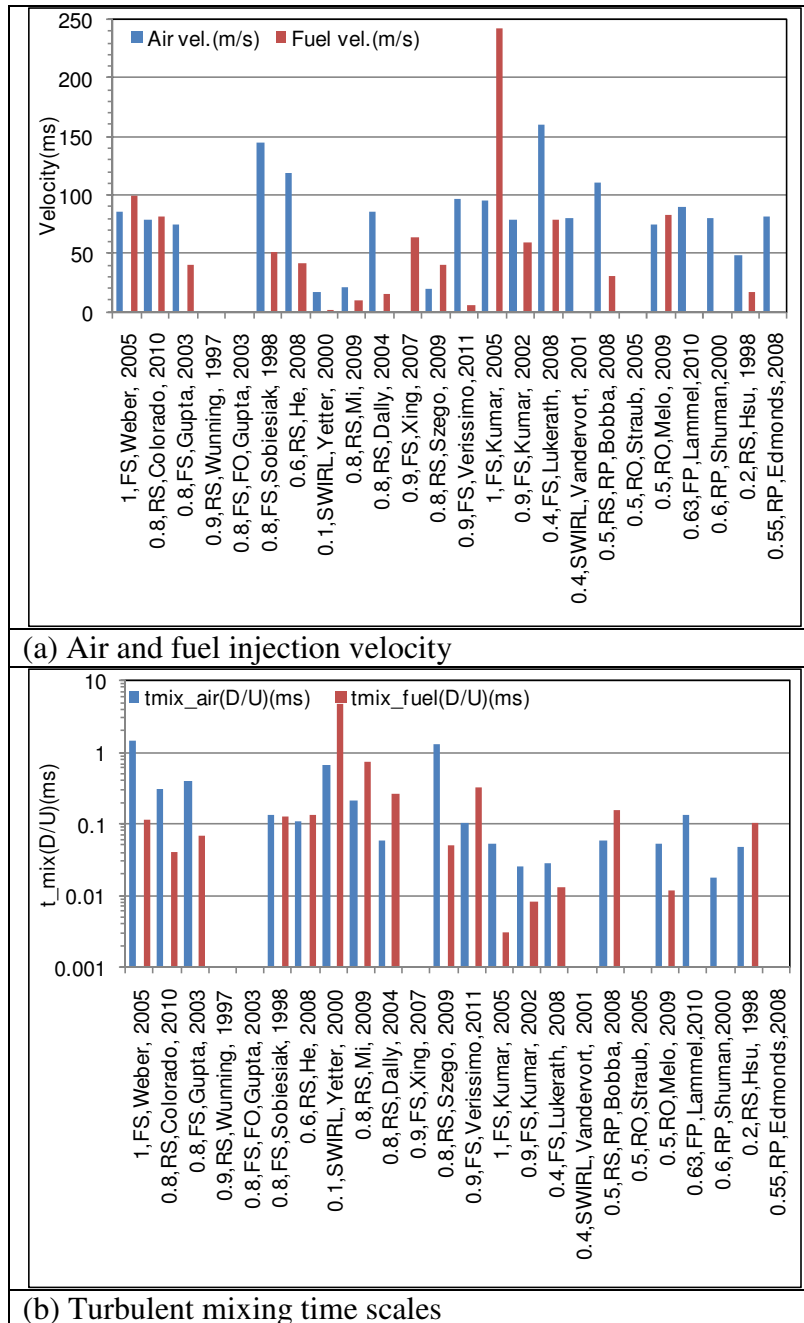 Air vel.(m/s) Fuel vel.(m/s)
Velocity(ms)
250
200
150
100
50
0
1,FS,Weber, 2005
0.8,RS,Colorado, 2010
0.8,FS,Gupta, 2003
0.9,RS,Wunning, 1997
0.8,FS,FO,Gupta, 2003
0.8,FS,Sobiesiak, 1998
0.6,RS,He, 2008
0.1,SWIRL,Yetter, 2000
0.8,RS,Mi, 2009
0.8,RS,Dally, 2004
0.9,FS,Xing, 2007
0.8,RS,Szego, 2009
0.9,FS,Verissimo,2011
1,FS,Kumar, 2005
0.9,FS,Kumar, 2002
0.4,FS,Lukerath, 2008
0.4,SWIRL,Vandervort, 2001
0.5,RS,RP,Bobba, 2008
0.5,RO,Straub, 2005
0.5,RO,Melo, 2009
0.63,FP,Lammel,2010
0.6,RP,Shuman,2000
0.2,RS,Hsu, 1998
0.55,RP,Edmonds,2008
(a) Air and fuel injection velocity
tmix_air(D/U)(ms) tmix_fuel(D/U)(ms)
t_mix(D/U)(ms)
10
1
0.1
0.01
0.001
1,FS,Weber, 2005
0.8,RS,Colorado, 2010
0.8,FS,Gupta, 2003
0.9,RS,Wunning, 1997
0.8,FS,FO,Gupta, 2003
0.8,FS,Sobiesiak, 1998
0.6,RS,He, 2008
0.1,SWIRL,Yetter, 2000
0.8,RS,Mi, 2009
0.8,RS,Dally, 2004
0.9,FS,Xing, 2007
0.8,RS,Szego, 2009
0.9,FS,Verissimo,2011
1,FS,Kumar, 2005
0.9,FS,Kumar, 2002
0.4,FS,Lukerath, 2008
0.4,SWIRL,Vandervort, 2001
0.5,RS,RP,Bobba, 2008
0.5,RO,Straub, 2005
0.5,RO,Melo, 2009
0.63,FP,Lammel,2010
0.6,RP,Shuman,2000
0.2,RS,Hsu, 1998
0.55,RP,Edmonds,2008
(b) Turbulent mixing time scales